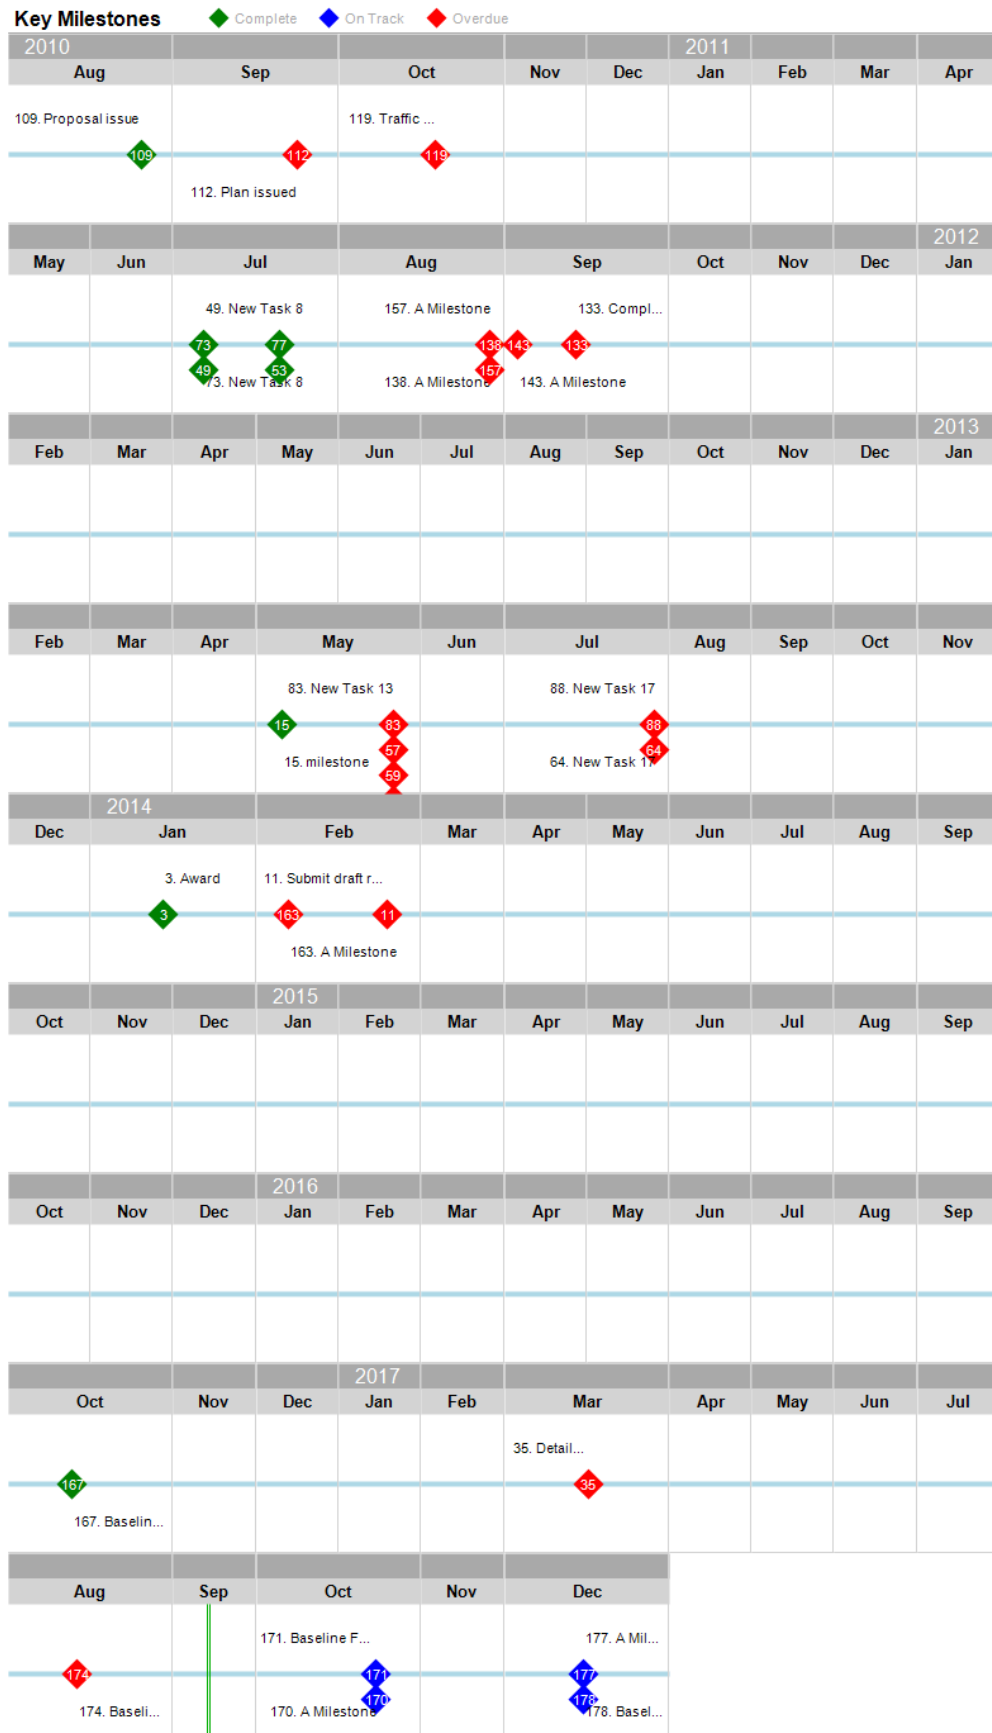 Key Milestones Complete On Track Overdue
2010 2011
Aug Sep Oct Nov Dec Jan Feb Mar Apr
109. Proposal issue 119. Traffic ...
109 112 119
112. Plan issued
2012
May Jun Jul Aug Sep Oct Nov Dec Jan
49. New Task 8 157. A Milestone 133. Compl...
73 77 138 143 133
49 53 157
73. New Task 8 138. A Milestone 143. A Milestone
2013
Feb Mar Apr May Jun Jul Aug Sep Oct Nov Dec Jan
Feb Mar Apr May Jun Jul Aug Sep Oct Nov
83. New Task 13 88. New Task 17
15 83 88
57 64
15. milestone 64. New Task 17
59
2014
Dec Jan Feb Mar Apr May Jun Jul Aug Sep
3. Award 11. Submit draft r...
3 163 11
163. A Milestone
2015
Oct Nov Dec Jan Feb Mar Apr May Jun Jul Aug Sep
2016
Oct Nov Dec Jan Feb Mar Apr May Jun Jul Aug Sep
2017
Oct Nov Dec Jan Feb Mar Apr May Jun Jul
35. Detail...
167 35
167. Baselin...
Aug Sep Oct Nov Dec
171. Baseline F... 177. A Mil...
174 171 177
170 178
174. Baseli... 170. A Milestone 178. Basel...